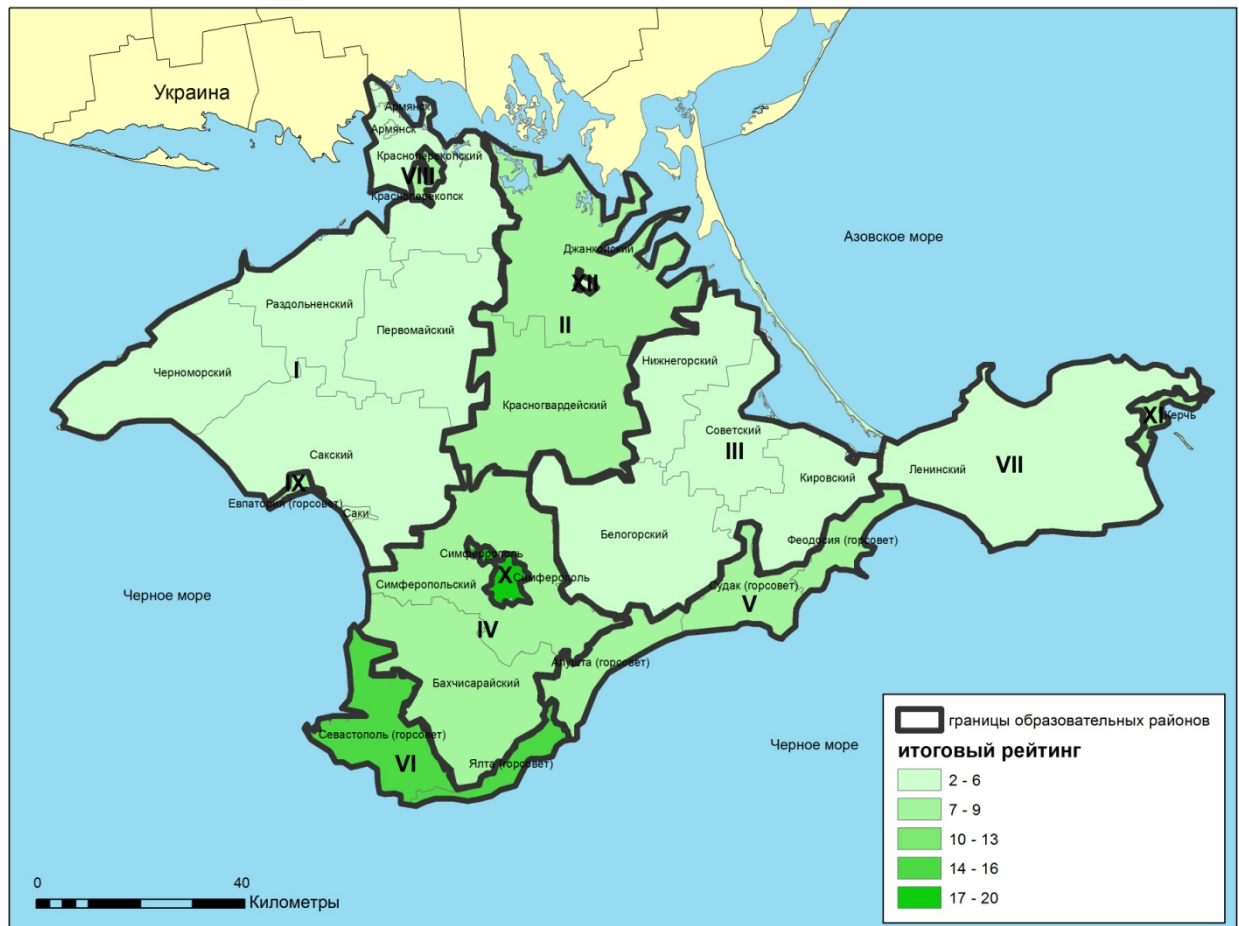 Украина
Армянск
Армянск
Красноперекопский
VIII
Красноперекопск
Азовское море
Джанкойский
XII
Раздольненский
II
Первомайский
Нижнегорский
I
Черноморский
Красногвардейский
XI Керчь
Советский
III
Сакский
Кировский
Ленинский
VII
IX
Евпатория (горсовет)
Саки
Белогорский
Феодосия (горсовет)
Симферополь
X
Симферополь
Симферопольский
Судак (горсовет)
V
Черное море
IV
Алушта (горсовет)
Бахчисарайский
Севастополь (горсовет)
VI
Ялта (горсовет)
Черное море
границы образовательных районов
итоговый рейтинг
2 - 6
7 - 9
10 - 13
14 - 16
17 - 20
0 40
Километры